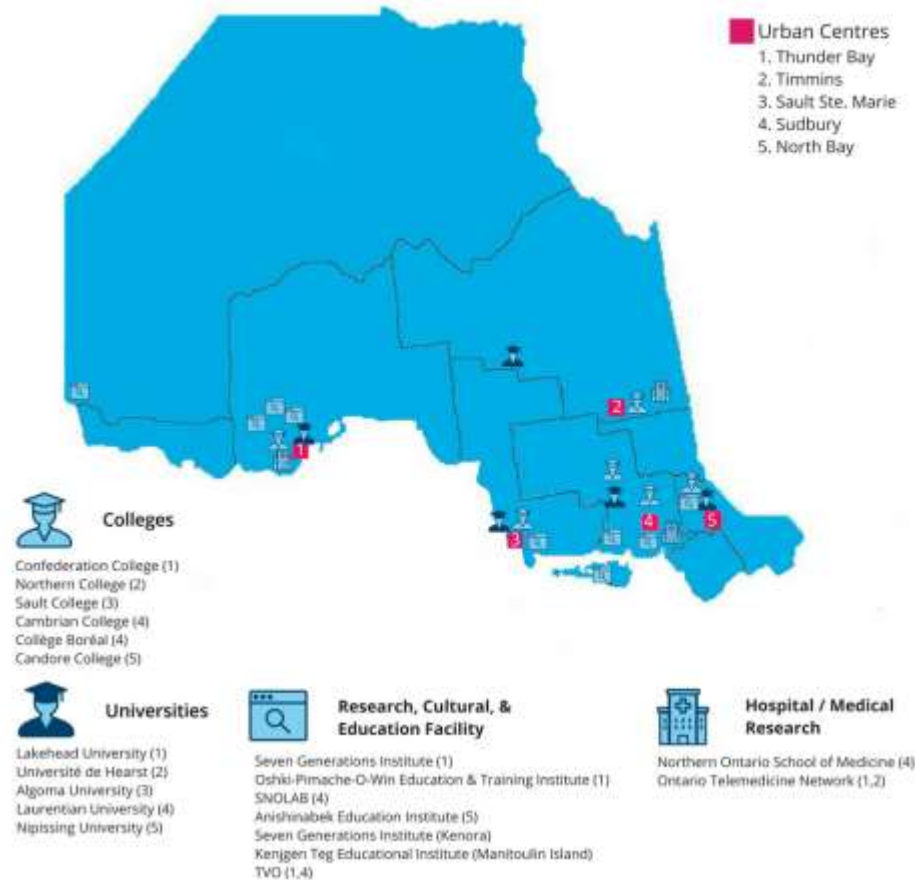 Urban Centres
1. Thunder Bay
2. Timmins
3. Sault Ste. Marie
4. Sudbury
5. North Bay
2
1
4
5
3
Colleges
Confederation College (1)
Northern College (2)
Sault College (3)
Cambrian College (4)
Collège Boréal (4)
Candore College (5)
Universities
Lakehead University (1)
Université de Hearst (2)
Algoma University (3)
Laurentian University (4)
Nipissing University (5)
Research, Cultural, &
Education Facility
Seven Generations Institute (1)
Oshki-Pimache-O-Win Education & Training Institute (1)
SNOLAB (4)
Anishinabek Education Institute (5)
Seven Generations Institute (Kenora)
Kenjgen Teg Educational Institute (Manitoulin Island)
TVO (1,4)
Hospital / Medical
Research
Northern Ontario School of Medicine (4)
Ontario Telemedicine Network (1,2)